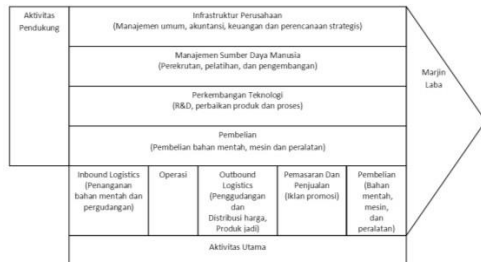 Aktivitas
Pendukung
Infrastruktur Perusahaan
(Manajemen umum, akuntansi, keuangan dan perencanaan strategis)
Manajemen Sumber Daya Manusia
(Perekrutan, pelatihan, dan pengembangan)
Perkembangan Teknologi
(R&D, perbaikan produk dan proses)
Pembelian
(Pembelian bahan mentah, mesin dan peralatan)
Marjin
Laba
Inbound Logistics
(Penanganan
bahan mentah dan
pergudangan)
Operasi
Outbound
Logistics
(Penggudangan
dan
Distribusi harga,
Produk jadi)
Pemasaran Dan
Penjualan
(Iklan promosi)
Pembelian
(Bahan
mentah,
mesin,
dan
peralatan)
Aktivitas Utama